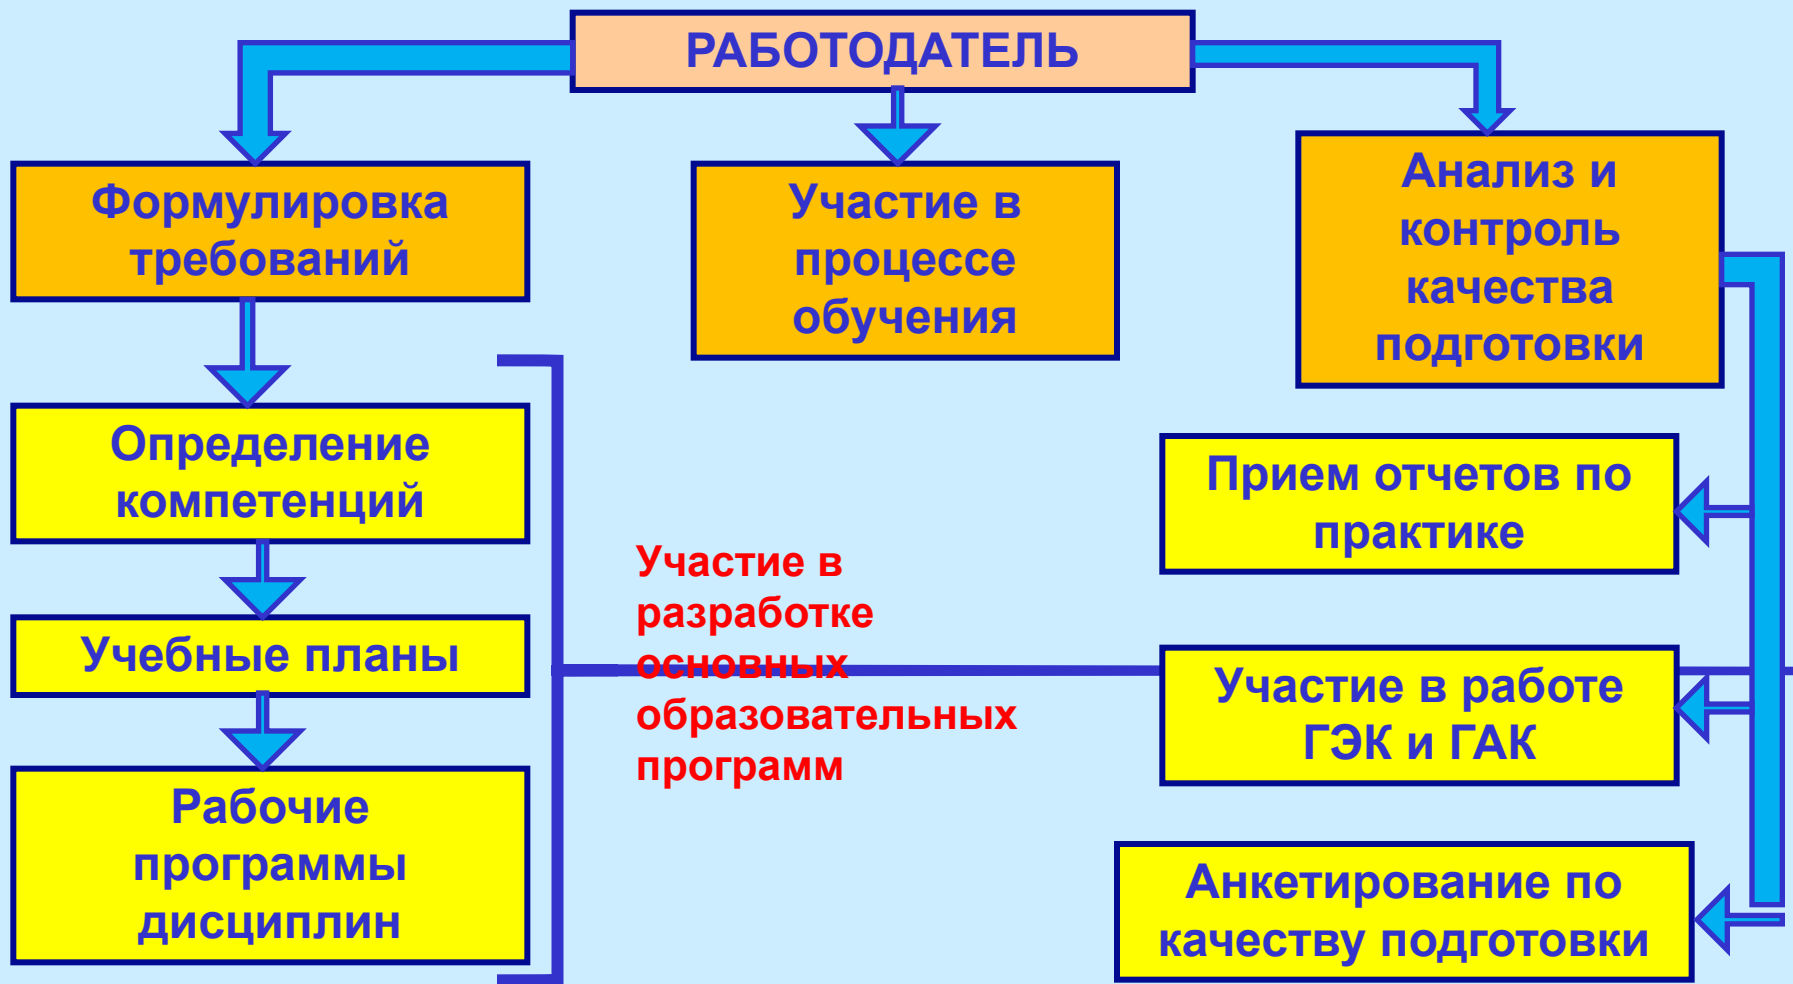 РАБОТОДАТЕЛЬ
Формулировка
требований
Участие в
процессе
обучения
Анализ и
контроль
качества
подготовки
Определение
компетенций
Учебные планы
Рабочие
программы
дисциплин
Участие в
разработке
основных
образовательных
программ
Прием отчетов по
практике
Участие в работе
ГЭК и ГАК
Анкетирование по
качеству подготовки